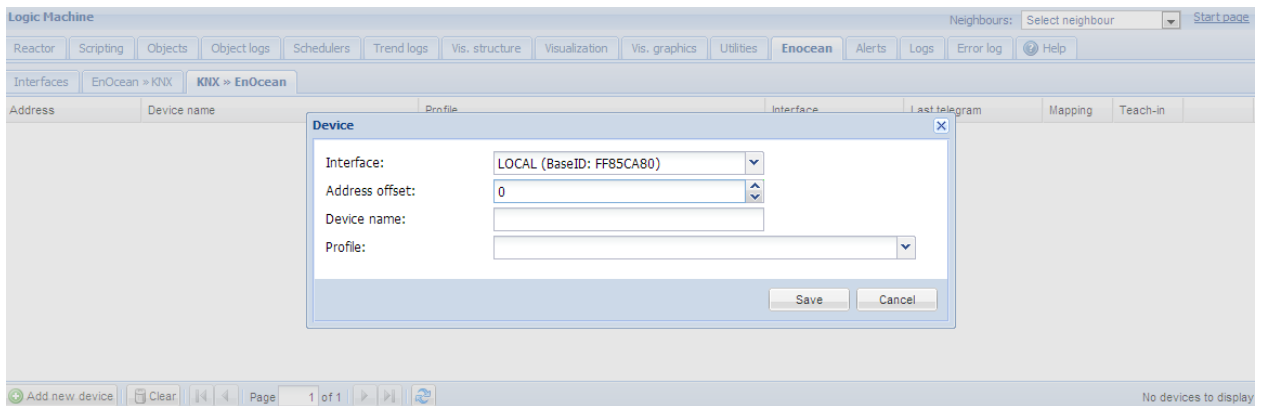 Logic Machine Neighbours: Select neighbour Start page
Reactor Scripting Objects Object logs Schedulers Trend logs Vis. structure Visualization Vis. graphics Utilities Enocean Alerts Logs Error log Help
Interfaces EnOcean » KNX KNX » EnOcean
Address Device name Profile Interface Last telegram Mapping Teach-in
Device
Interface: LOCAL (BaseID: FF85CA80)
Address offset: 0
Device name:
Profile:
Save Cancel
Add new device Clear Page 1 of 1 No devices to display